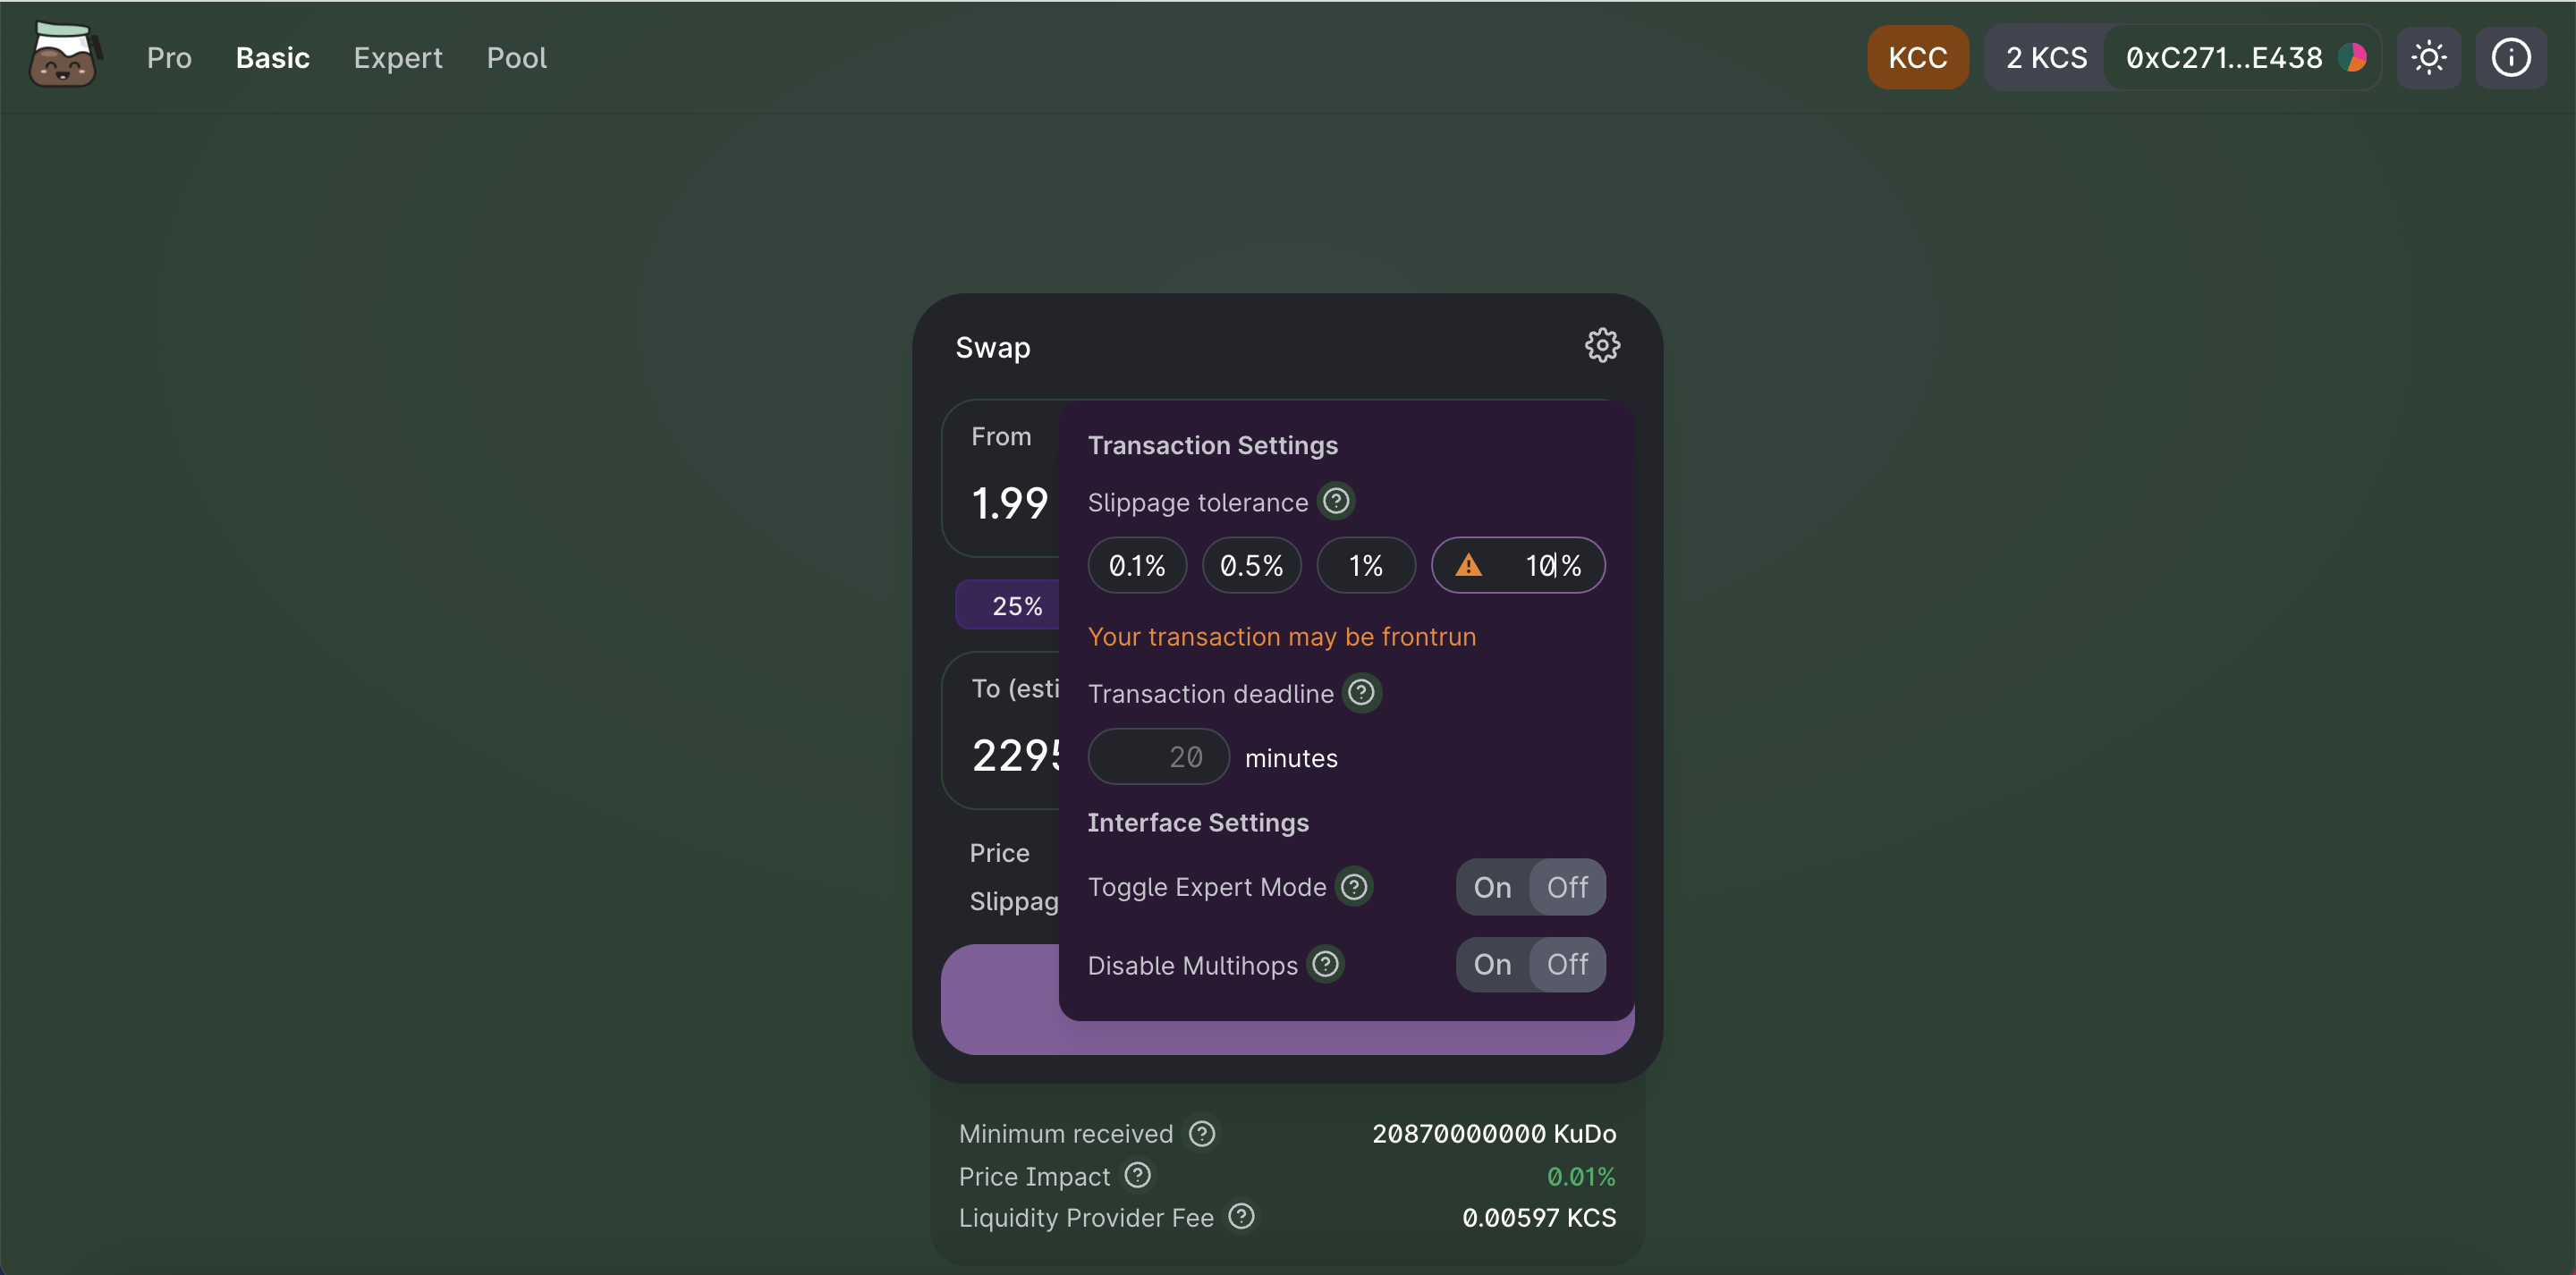 Pro Basic Expert Pool KCC 2 KCS 0xC271...E438
Swap
From
1.99
25%
To (esti
2295
Price
Slippag
Transaction Settings
Slippage tolerance
0.1% 0.5% 1% 10%
Your transaction may be frontrun
Transaction deadline
20 minutes
Interface Settings
Toggle Expert Mode On Off
Disable Multihops On Off
Minimum received 20870000000 KuDo
Price Impact 0.01%
Liquidity Provider Fee 0.00597 KCS